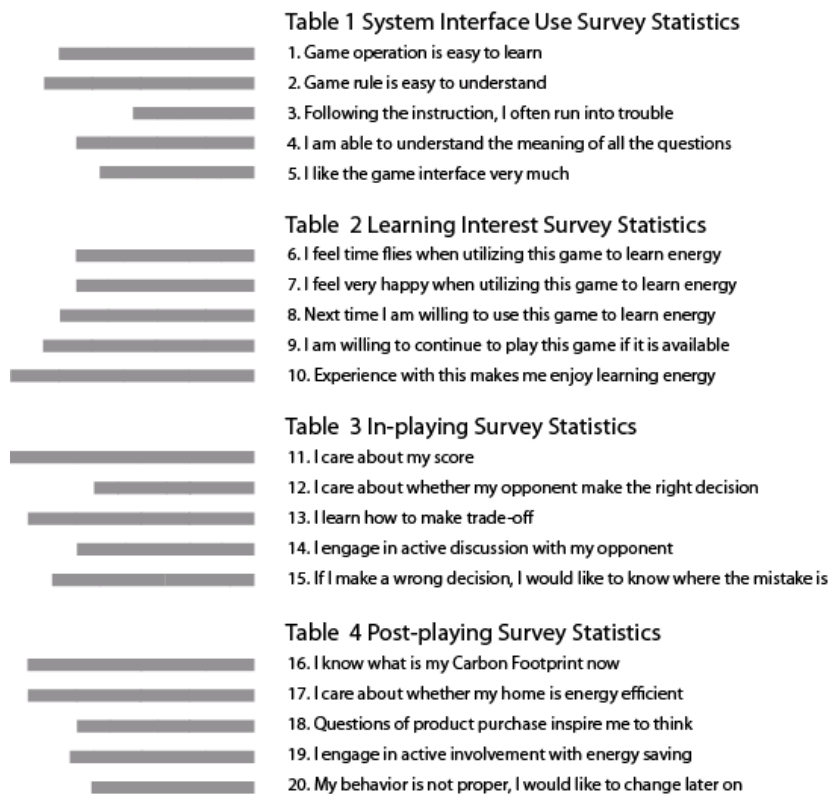 Table 1 System Interface Use Survey Statistics
1. Game operation is easy to learn
2. Game rule is easy to understand
3. Following the instruction, I often run into trouble
4. I am able to understand the meaning of all the questions
5. I like the game interface very much
Table 2 Learning Interest Survey Statistics
6. I feel time flies when utilizing this game to learn energy
7. I feel very happy when utilizing this game to learn energy
8. Next time I am willing to use this game to learn energy
9. I am willing to continue to play this game if it is available
10. Experience with this makes me enjoy learning energy
Table 3 In-playing Survey Statistics
11. I care about my score
12. I care about whether my opponent make the right decision
13. I learn how to make trade-off
14. I engage in active discussion with my opponent
15. If I make a wrong decision, I would like to know where the mistake is
Table 4 Post-playing Survey Statistics
16. I know what is my Carbon Footprint now
17. I care about whether my home is energy efficient
18. Questions of product purchase inspire me to think
19. I engage in active involvement with energy saving
20. My behavior is not proper, I would like to change later on